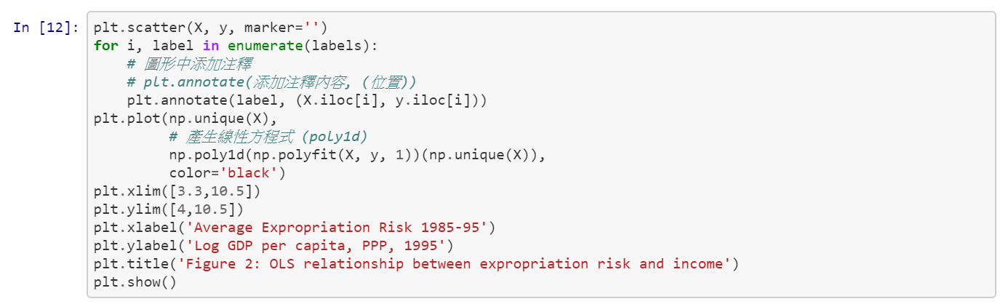 In [12]: plt.scatter(X, y, marker='')
for i, label in enumerate(labels):
    # 圖形中添加注釋
    # plt.annotate(添加注釋內容, (位置))
    plt.annotate(label, (X.iloc[i], y.iloc[i]))
plt.plot(np.unique(X),
         # 產生線性方程式 (poly1d)
         np.poly1d(np.polyfit(X, y, 1))(np.unique(X)),
         color='black')
plt.xlim([3.3,10.5])
plt.ylim([4,10.5])
plt.xlabel('Average Expropriation Risk 1985-95')
plt.ylabel('Log GDP per capita, PPP, 1995')
plt.title('Figure 2: OLS relationship between expropriation risk and income')
plt.show()